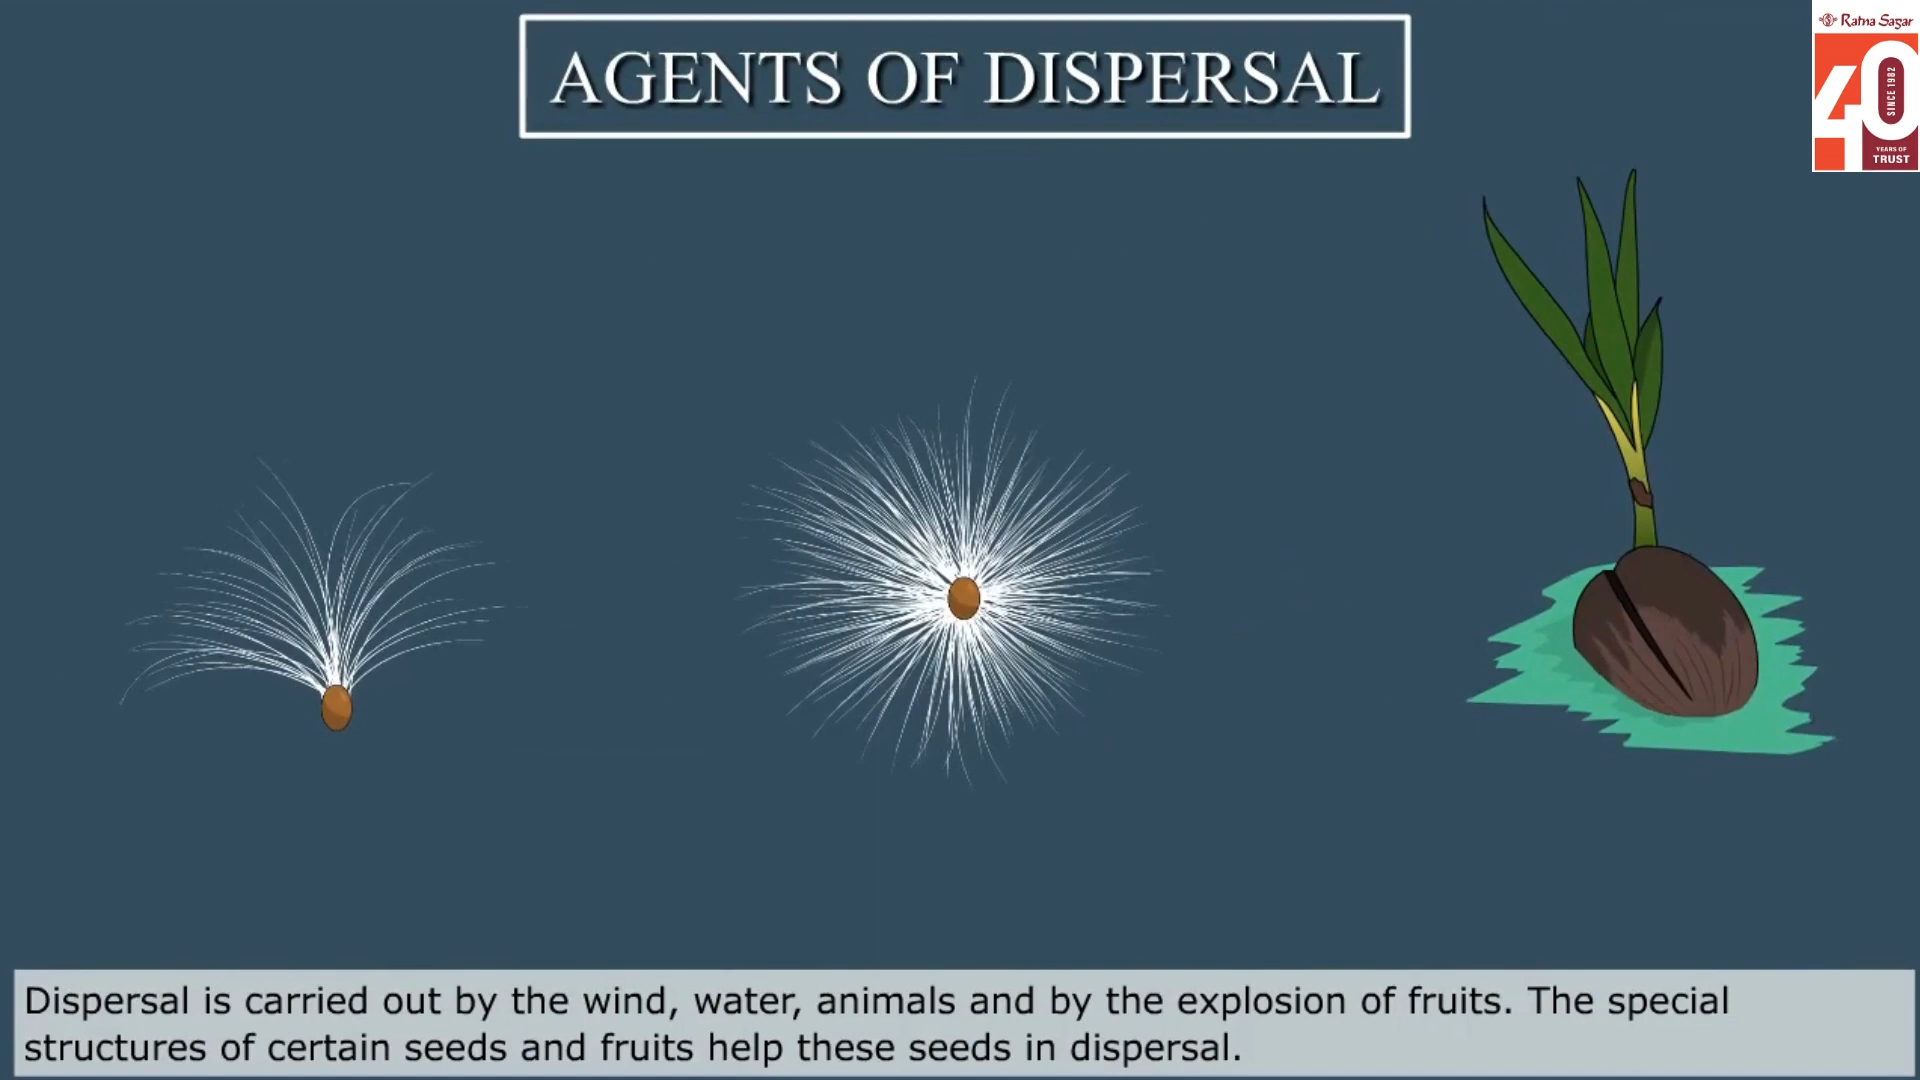 AGENTS OF DISPERSAL
Ratna Sagar
40
SINCE 1982
YEARS OF
TRUST
Dispersal is carried out by the wind, water, animals and by the explosion of fruits. The special
structures of certain seeds and fruits help these seeds in dispersal.